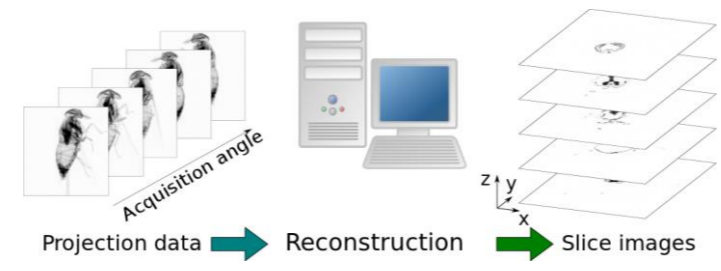 Acquisition angle
z
y
x
Projection data
Reconstruction
Slice images